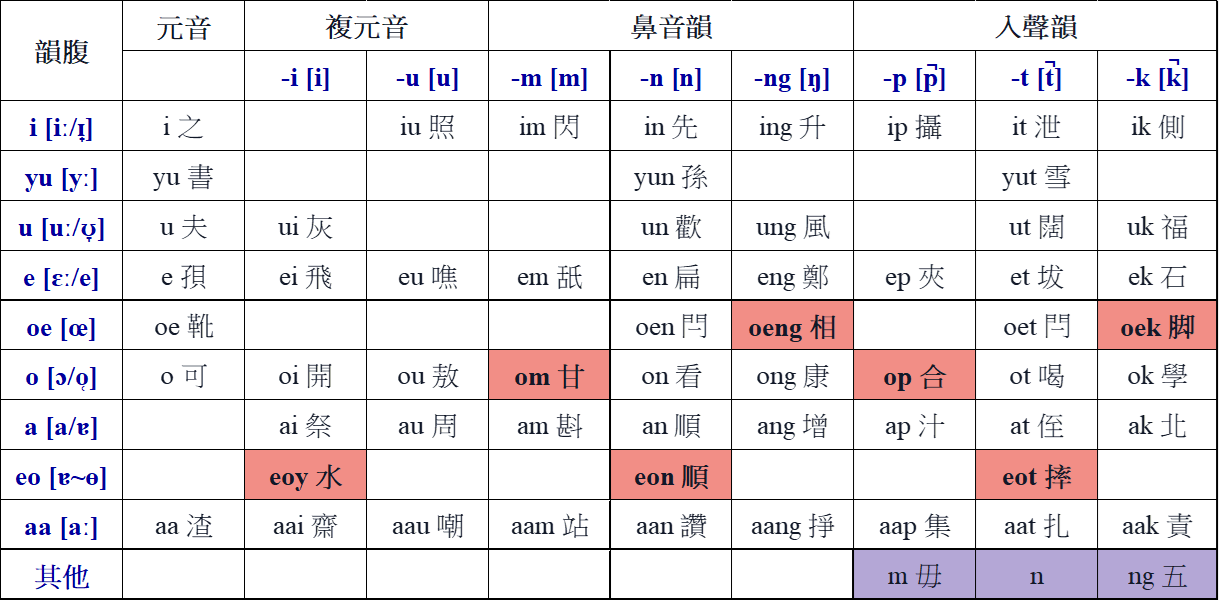 韻腹 元音 複元音 鼻音韻 入聲韻
-i [i] -u [u] -m [m] -n [n] -ng [ŋ] -p [p̚] -t [t̚] -k [k̚]
i [iː/ɪ̞] i 之 iu 照 im 閃 in 先 ing 升 ip 攝 it 泄 ik 側
yu [yː] yu 書 yun 孫 yut 雪
u [uː/ʊ̞] u 夫 ui 灰 un 歡 ung 風 ut 闊 uk 福
e [ɛː/e] e 孭 ei 飛 eu 噍 em 舐 en 扁 eng 鄭 ep 夾 et 坺 ek 石
oe [œ] oe 靴 oen 閂 oeng 相 oet 閂 oek 脚
o [ɔ/o̞] o 可 oi 開 ou 敖 om 甘 on 看 ong 康 op 合 ot 喝 ok 學
a [a/ɐ] ai 祭 au 周 am 斟 an 順 ang 增 ap 汁 at 侄 ak 北
eo [ɐ~ɵ] eoy 水 eon 順 eot 摔
aa [aː] aa 渣 aai 齋 aau 嘲 aam 站 aan 讚 aang 掙 aap 集 aat 扎 aak 責
其他 m 毋 n ng 五